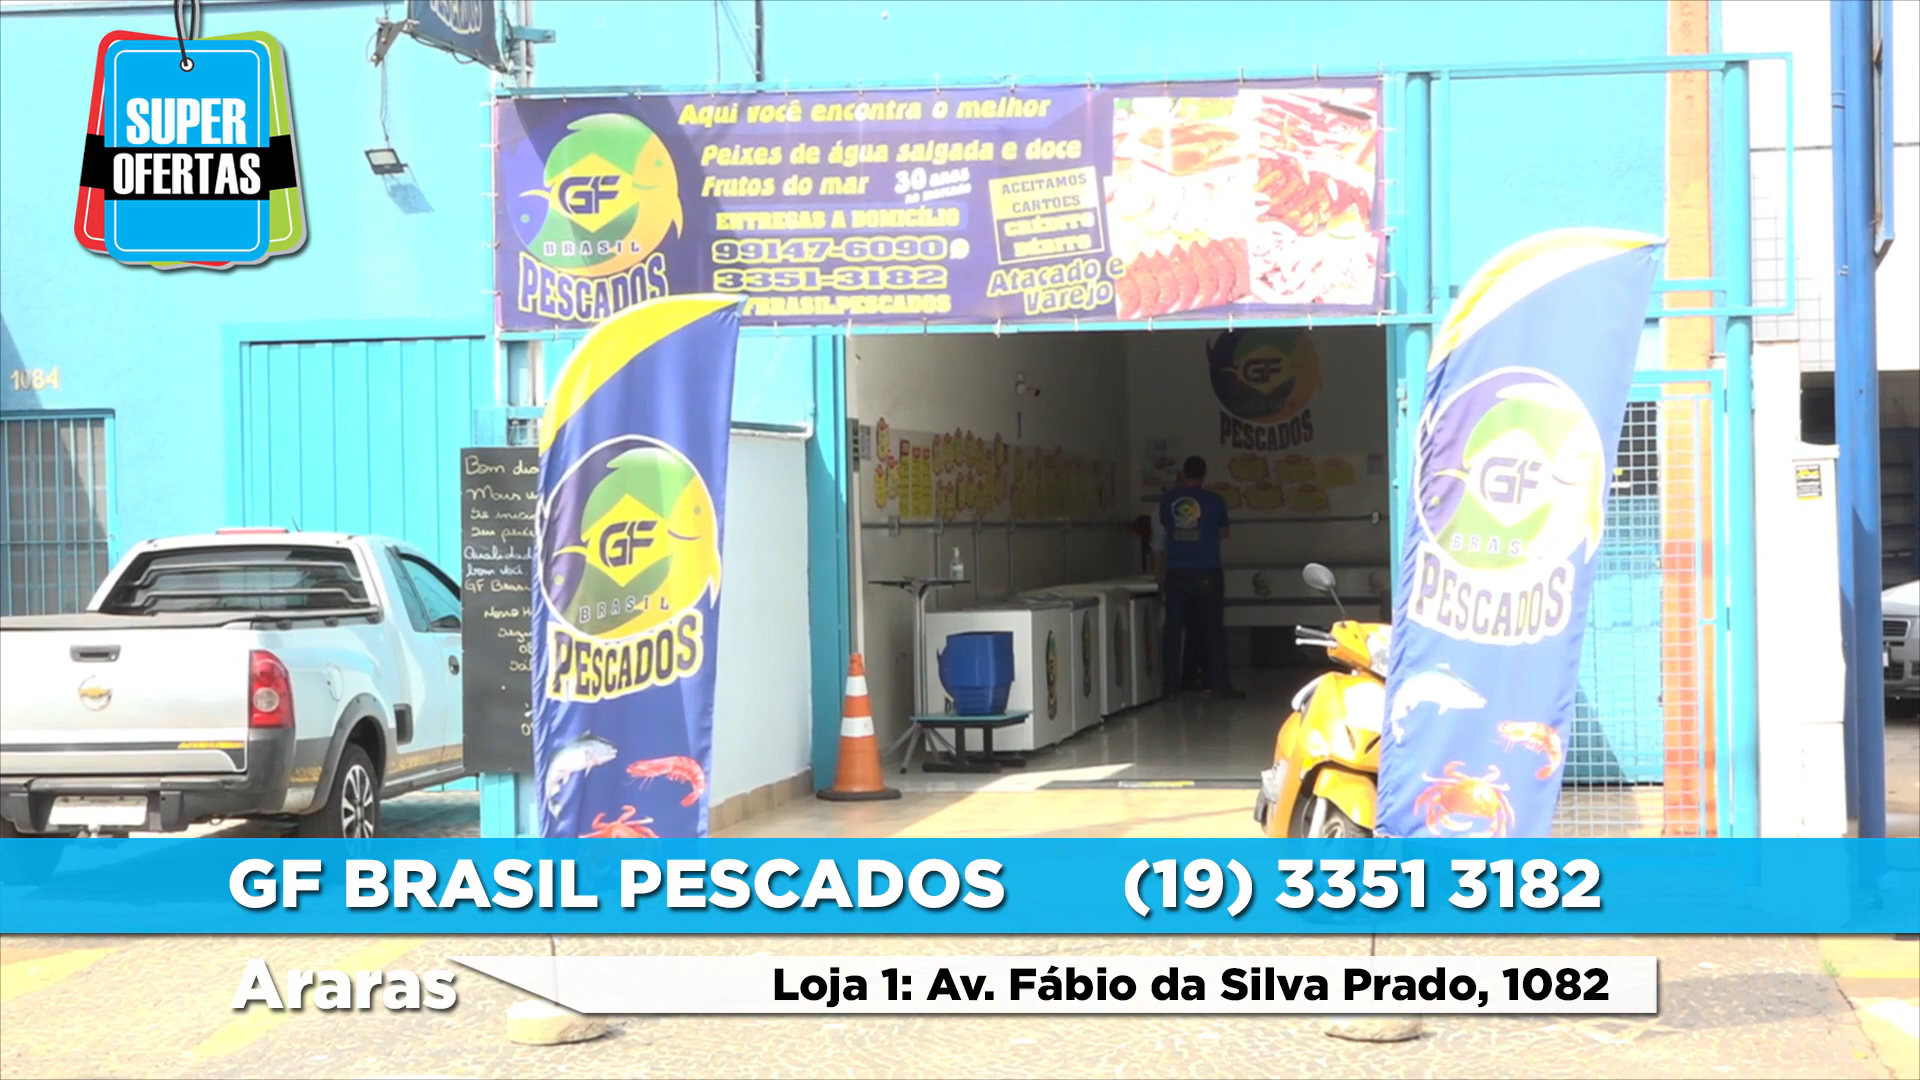 SUPER
OFERTAS
Aqui você encontra o melhor
Peixes de água salgada e doce
Frutos do mar
30 anos
ENTREGAS A DOMICÍLIO
99147-6090
3351-3182
ACEITAMOS
CARTÕES
CRÉDITO
DÉBITO
Atacado e
varejo
GF
BRASIL
PESCADOS
1084
GF
PESCADOS
Bom dia
GF
BRASIL
PESCADOS
GF
BRAS
PESCADOS
GF BRASIL PESCADOS
(19) 3351 3182
Araras
Loja 1: Av. Fábio da Silva Prado, 1082